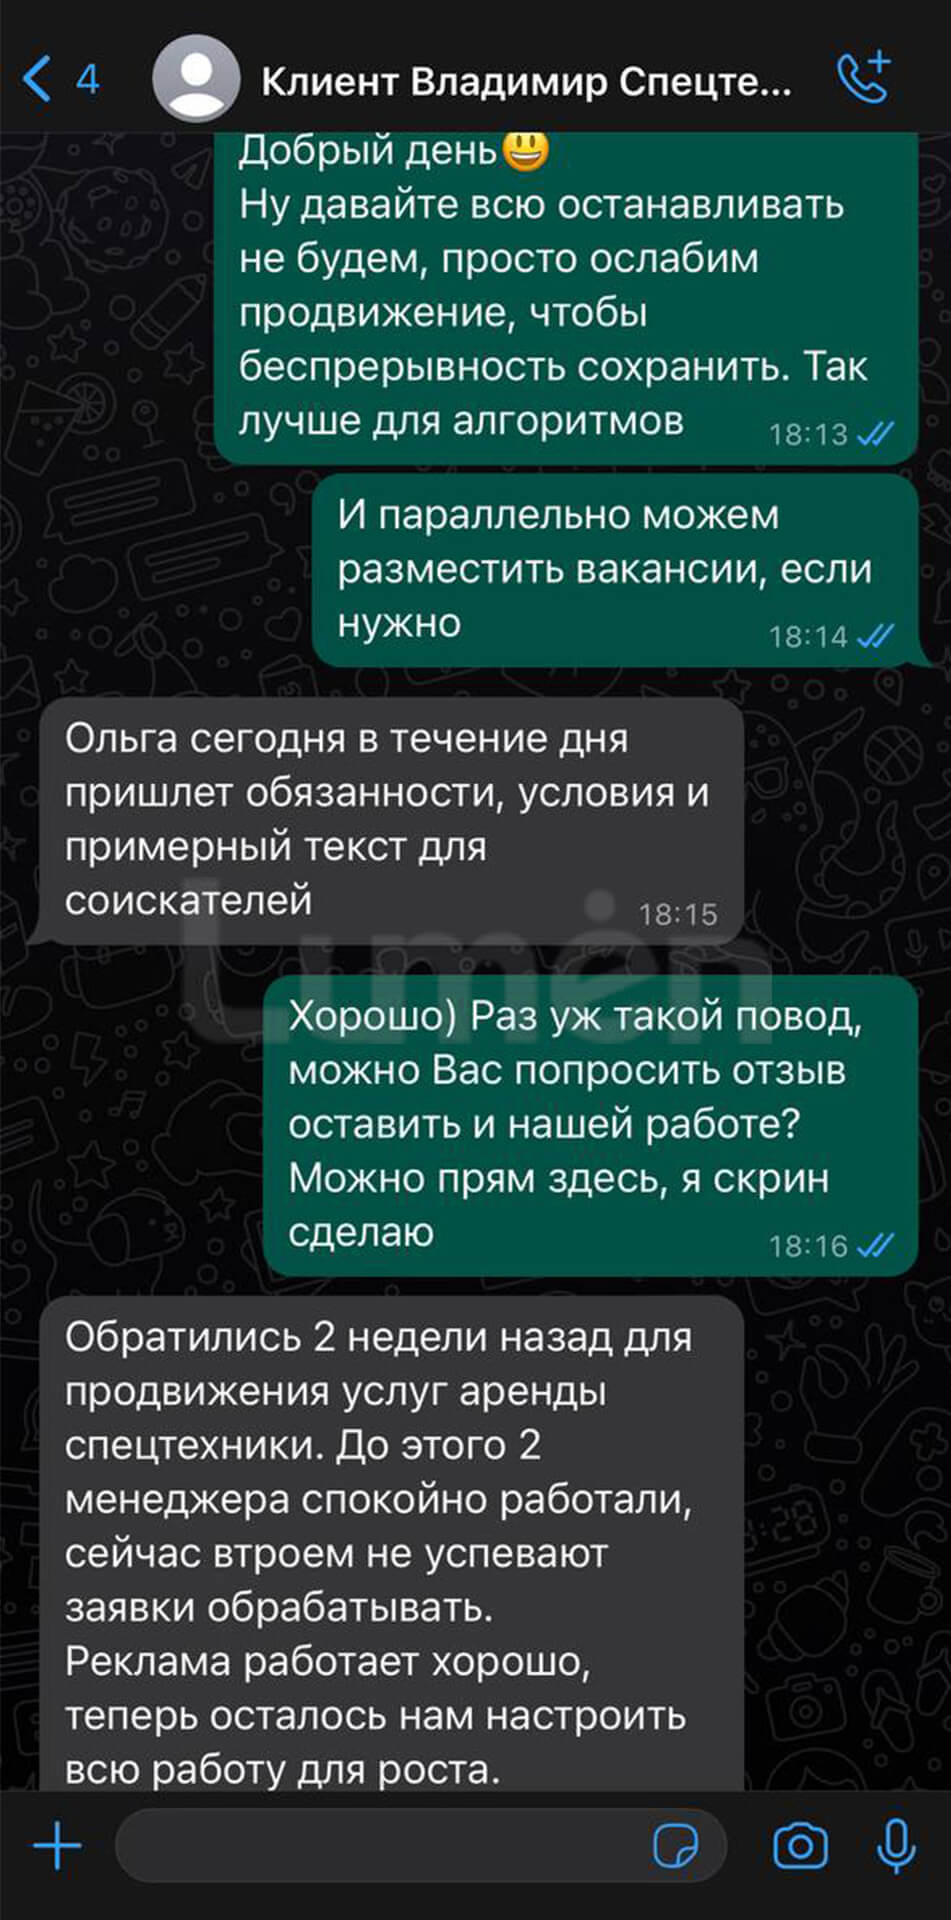 4
Клиент Владимир Спецте...
Добрый день😃
Ну давайте всю останавливать
не будем, просто ослабим
продвижение, чтобы
беспрерывность сохранить. Так
лучше для алгоритмов
18:13
И параллельно можем
разместить вакансии, если
нужно
18:14
Ольга сегодня в течение дня
пришлет обязанности, условия и
примерный текст для
соискателей
18:15
Lumen
Хорошо) Раз уж такой повод,
можно Вас попросить отзыв
оставить и нашей работе?
Можно прям здесь, я скрин
сделаю
18:16
Обратились 2 недели назад для
продвижения услуг аренды
спецтехники. До этого 2
менеджера спокойно работали,
сейчас втроем не успевают
заявки обрабатывать.
Реклама работает хорошо,
теперь осталось нам настроить
всю работу для роста.